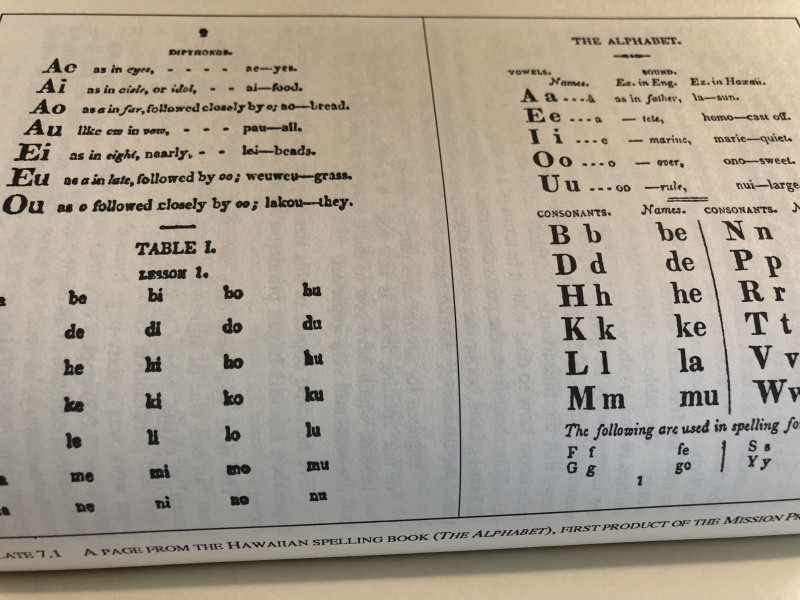 2
DIPTHONGS.
Ae as in eyes, - - - - ae—yes.
Ai as in aisle, or idol, - - ai—food.
Ao as a in far, followed closely by o; ao—bread.
Au like ow in vow, - - - pau—all.
Ei as in eight, nearly, - - lei—beads.
Eu as a in late, followed by oo; weuweu—grass.
Ou as o followed closely by oo; lakou—they.
TABLE I.
LESSON 1.
be bi bo bu
de di do du
he hi ho hu
ke ki ko ku
le li lo lu
me mi mo mu
ne ni no nu
THE ALPHABET.
VOWELS. SOUND.
Names. Ex. in Eng. Ex. in Hawaii.
A a ....â as in father, la—sun.
E e ....a — tete, homo—cast off.
I i ...e — marine, marie—quiet.
O o ...o — over, ono—sweet.
U u ...oo —rule, nui—large
CONSONANTS. Names. CONSONANTS.
B b be N n
D d de P p
H h he R r
K k ke T t
L l la V v
M m mu W w
The following are used in spelling
F f fe S s
G g ge Y y
1
7.1 A PAGE FROM THE HAWAIIAN SPELLING BOOK (THE ALPHABET), FIRST PRODUCT OF THE MISSION